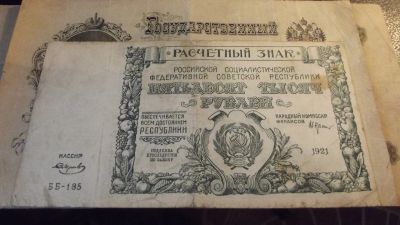 Государственный
РАСЧЕТНЫЙ ЗНАК
РОССИЙСКОЙ СОЦИАЛИСТИЧЕСКОЙ
ФЕДЕРАТИВНОЙ СОВЕТСКОЙ РЕСПУБЛИКИ
ПЯТЬДЕСЯТ ТЫСЯЧ
РУБЛЕЙ
ОБЕСПЕЧИВАЕТСЯ
ВСЕМ ДОСТОЯНИЕМ
РЕСПУБЛИКИ
НАРОДНЫЙ КОМИССАР
ФИНАНСОВ
КАССИР
ПОДДЕЛКА
ПРЕСЛЕДУЕТСЯ
ПО ЗАКОНУ
1921
ББ-195